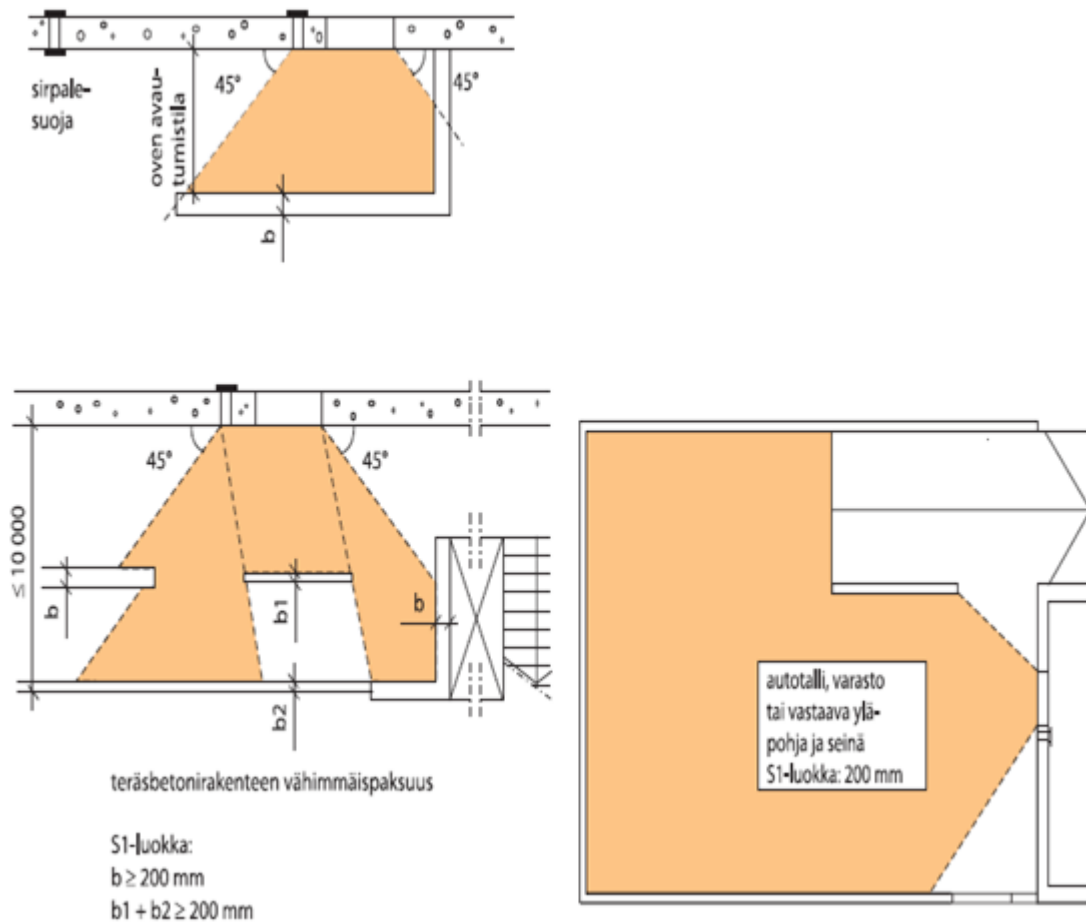 sirpale-
suoja
oven avau-
tumistila
45°
45°
b
≤ 10 000
45°
45°
b
b1
b
b2
teräsbetonirakenteen vähimmäispaksuus
S1-luokka:
b ≥ 200 mm
b1 + b2 ≥ 200 mm
autotalli, varasto
tai vastaava ylä-
pohja ja seinä
S1-luokka: 200 mm